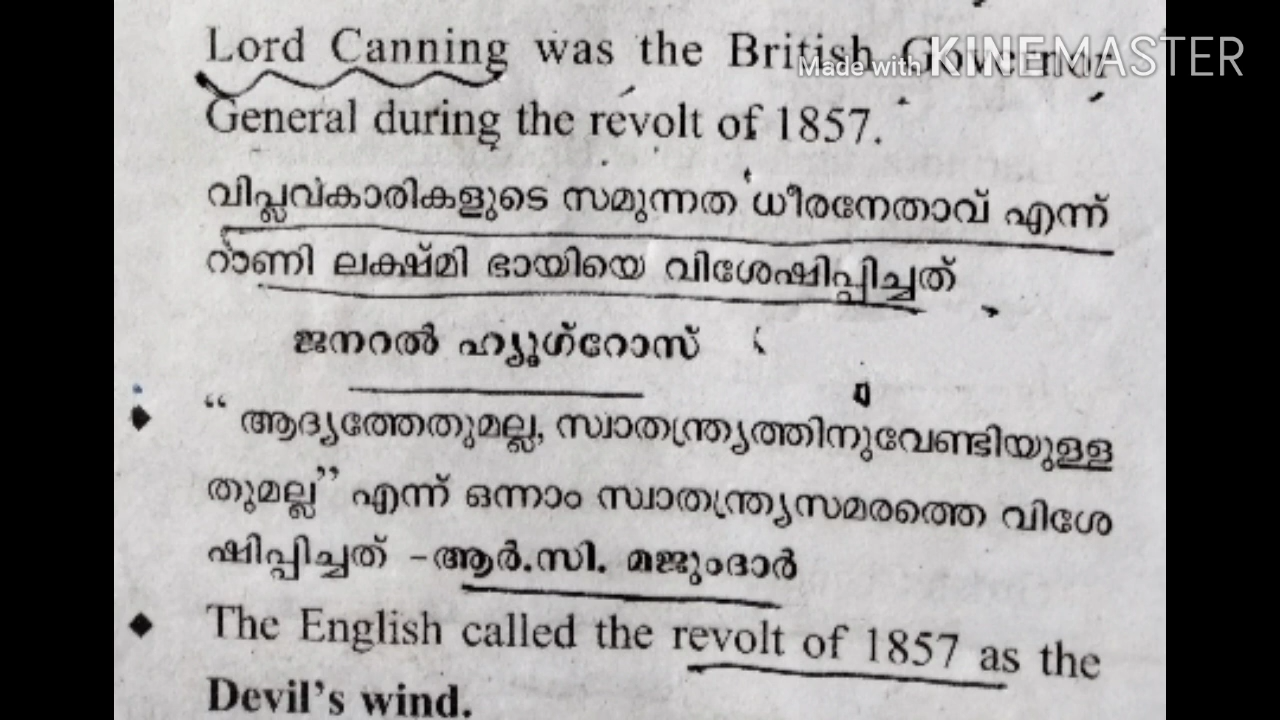 Lord Canning was the British Governor
Made with KINEMASTER
General during the revolt of 1857.
വിപ്ലവകാരികളുടെ സമുന്നത ധീരനേതാവ് എന്ന്
റാണി ലക്ഷ്മി ഭായിയെ വിശേഷിപ്പിച്ചത്
ജനറൽ ഹ്യൂഗ്റോസ്
“ ആദ്യത്തേതുമല്ല, സ്വാതന്ത്ര്യത്തിനുവേണ്ടിയുള്ള
തുമല്ല” എന്ന് ഒന്നാം സ്വാതന്ത്ര്യസമരത്തെ വിശേ
ഷിപ്പിച്ചത് -ആർ.സി. മജുംദാർ
The English called the revolt of 1857 as the
Devil's wind.